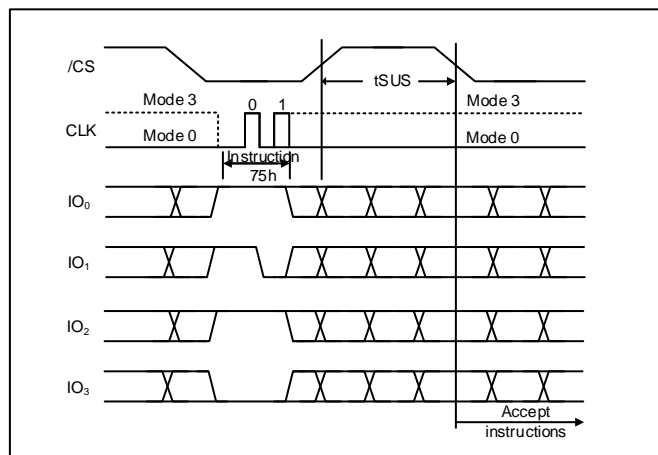 /CS
tSUS
Mode 3
0 1
Mode 3
CLK
Mode 0
Mode 0
Instruction
75h
IO0
IO1
IO2
IO3
Accept
instructions